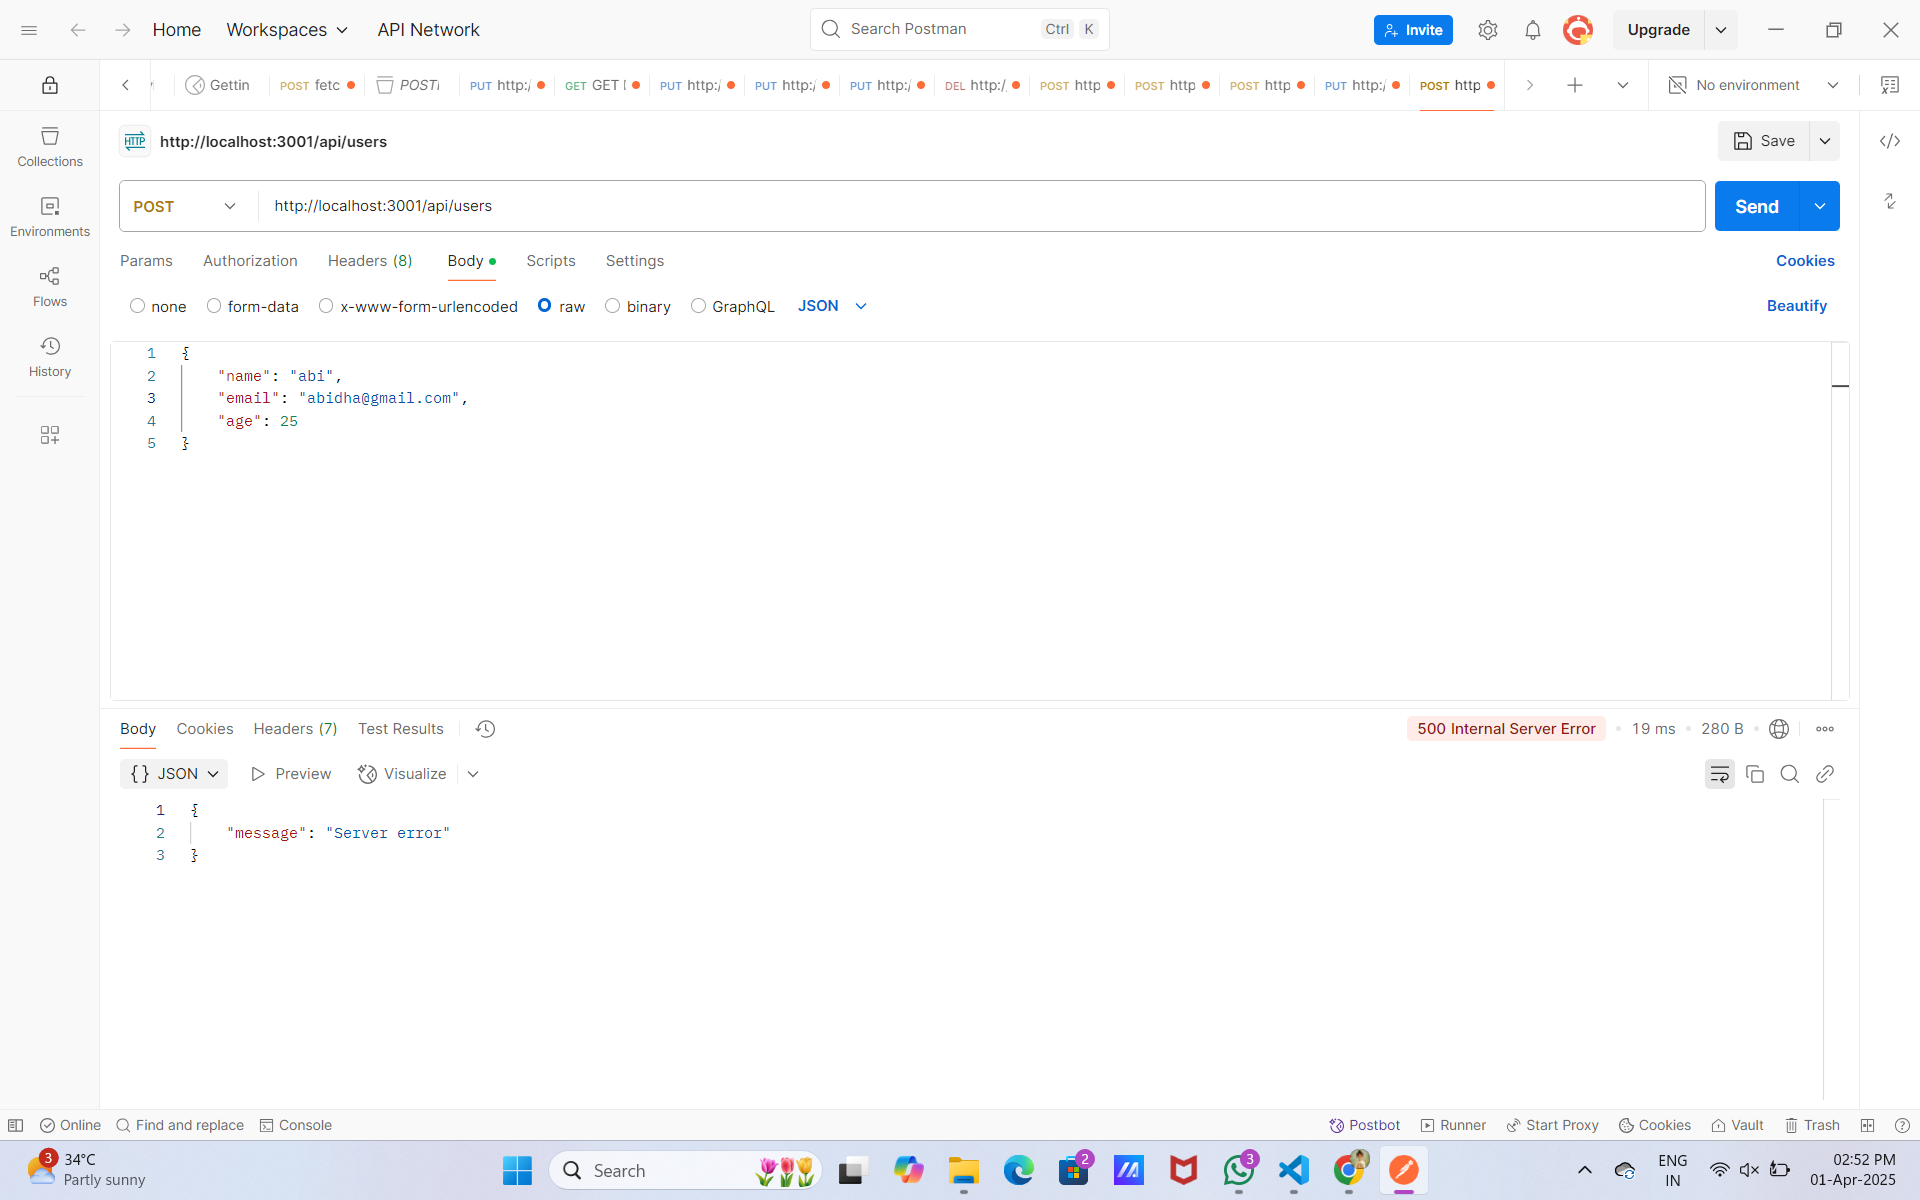 Home Workspaces API Network Search Postman Ctrl K Invite Upgrade
Gettin POST fetc POST PUT http:/ GET GET PUT http:/ PUT http:/ PUT http:/ DEL http:/ POST http POST http POST http PUT http:/ POST http No environment
HTTP http://localhost:3001/api/users Save
Collections
Environments
Flows
History
POST http://localhost:3001/api/users Send
Params Authorization Headers (8) Body Scripts Settings Cookies
none form-data x-www-form-urlencoded raw binary GraphQL JSON Beautify
1 {
2 "name": "abi",
3 "email": "abidha@gmail.com",
4 "age": 25
5 }
Body Cookies Headers (7) Test Results 500 Internal Server Error 19 ms 280 B
{} JSON Preview Visualize
1 {
2 "message": "Server error"
3 }
Online Find and replace Console Postbot Runner Start Proxy Cookies Vault Trash
3 34°C
Partly sunny
Search
2
3
ENG
IN
02:52 PM
01-Apr-2025